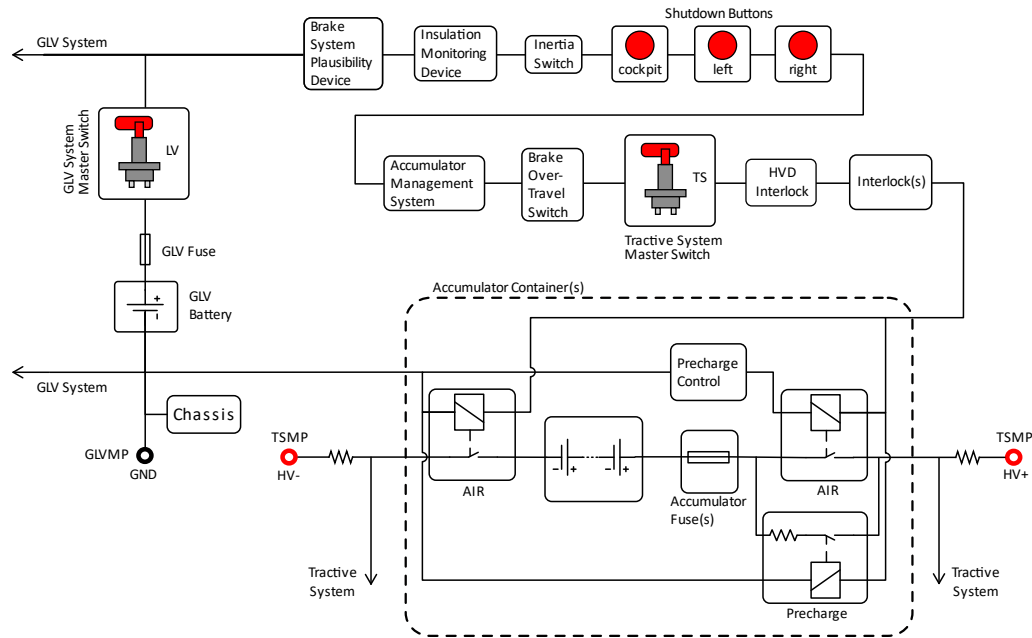 Shutdown Buttons
GLV System
Brake
System
Plausibility
Device
Insulation
Monitoring
Device
Inertia
Switch
cockpit
left
right
GLV System
Master Switch
LV
Accumulator
Management
System
Brake
Over-
Travel
Switch
TS
Tractive System
Master Switch
HVD
Interlock
Interlock(s)
GLV Fuse
+
GLV
Battery
Accumulator Container(s)
GLV System
Precharge
Control
Chassis
GLVMP
GND
TSMP
HV-
AIR
- +
- +
Accumulator
Fuse(s)
AIR
TSMP
HV+
Tractive
System
Precharge
Tractive
System